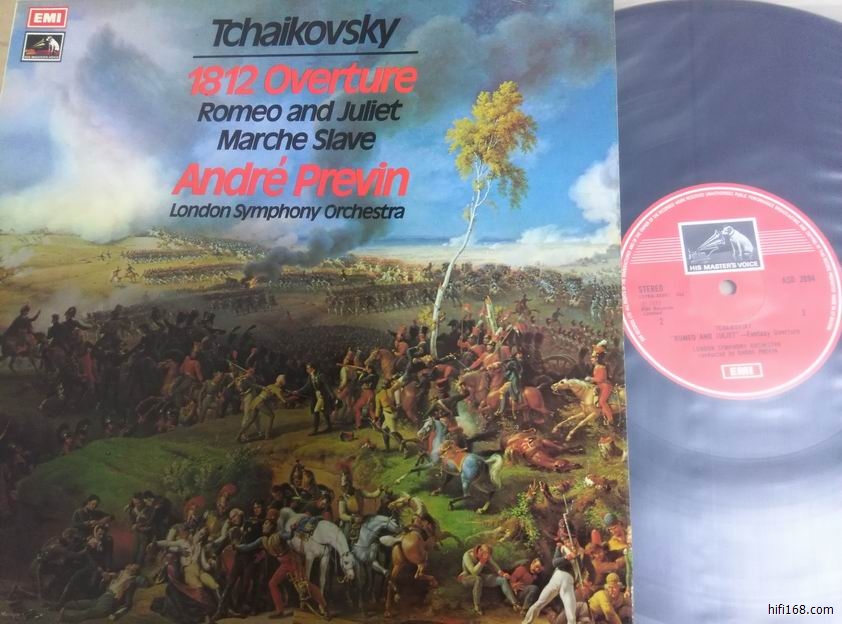 EMI
HIS MASTER'S VOICE
Tchaikovsky
1812 Overture
Romeo and Juliet
Marche Slave
André Previn
London Symphony Orchestra
HIS MASTER'S VOICE
STEREO
ASD 2894
2
TCHAIKOVSKY
"ROMEO AND JULIET"—Fantasy Overture
LONDON SYMPHONY ORCHESTRA
conducted by ANDRE PREVIN
EMI
hifi168.com